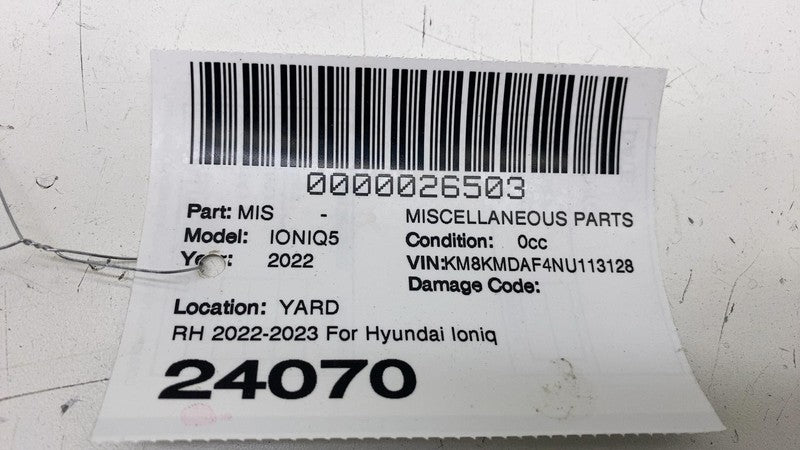 0000026503
Part: MIS - MISCELLANEOUS PARTS
Model: IONIQ5 Condition: 0cc
Year: 2022 VIN:KM8KMDAF4NU113128
Damage Code:
Location: YARD
RH 2022-2023 For Hyundai Ioniq
24070